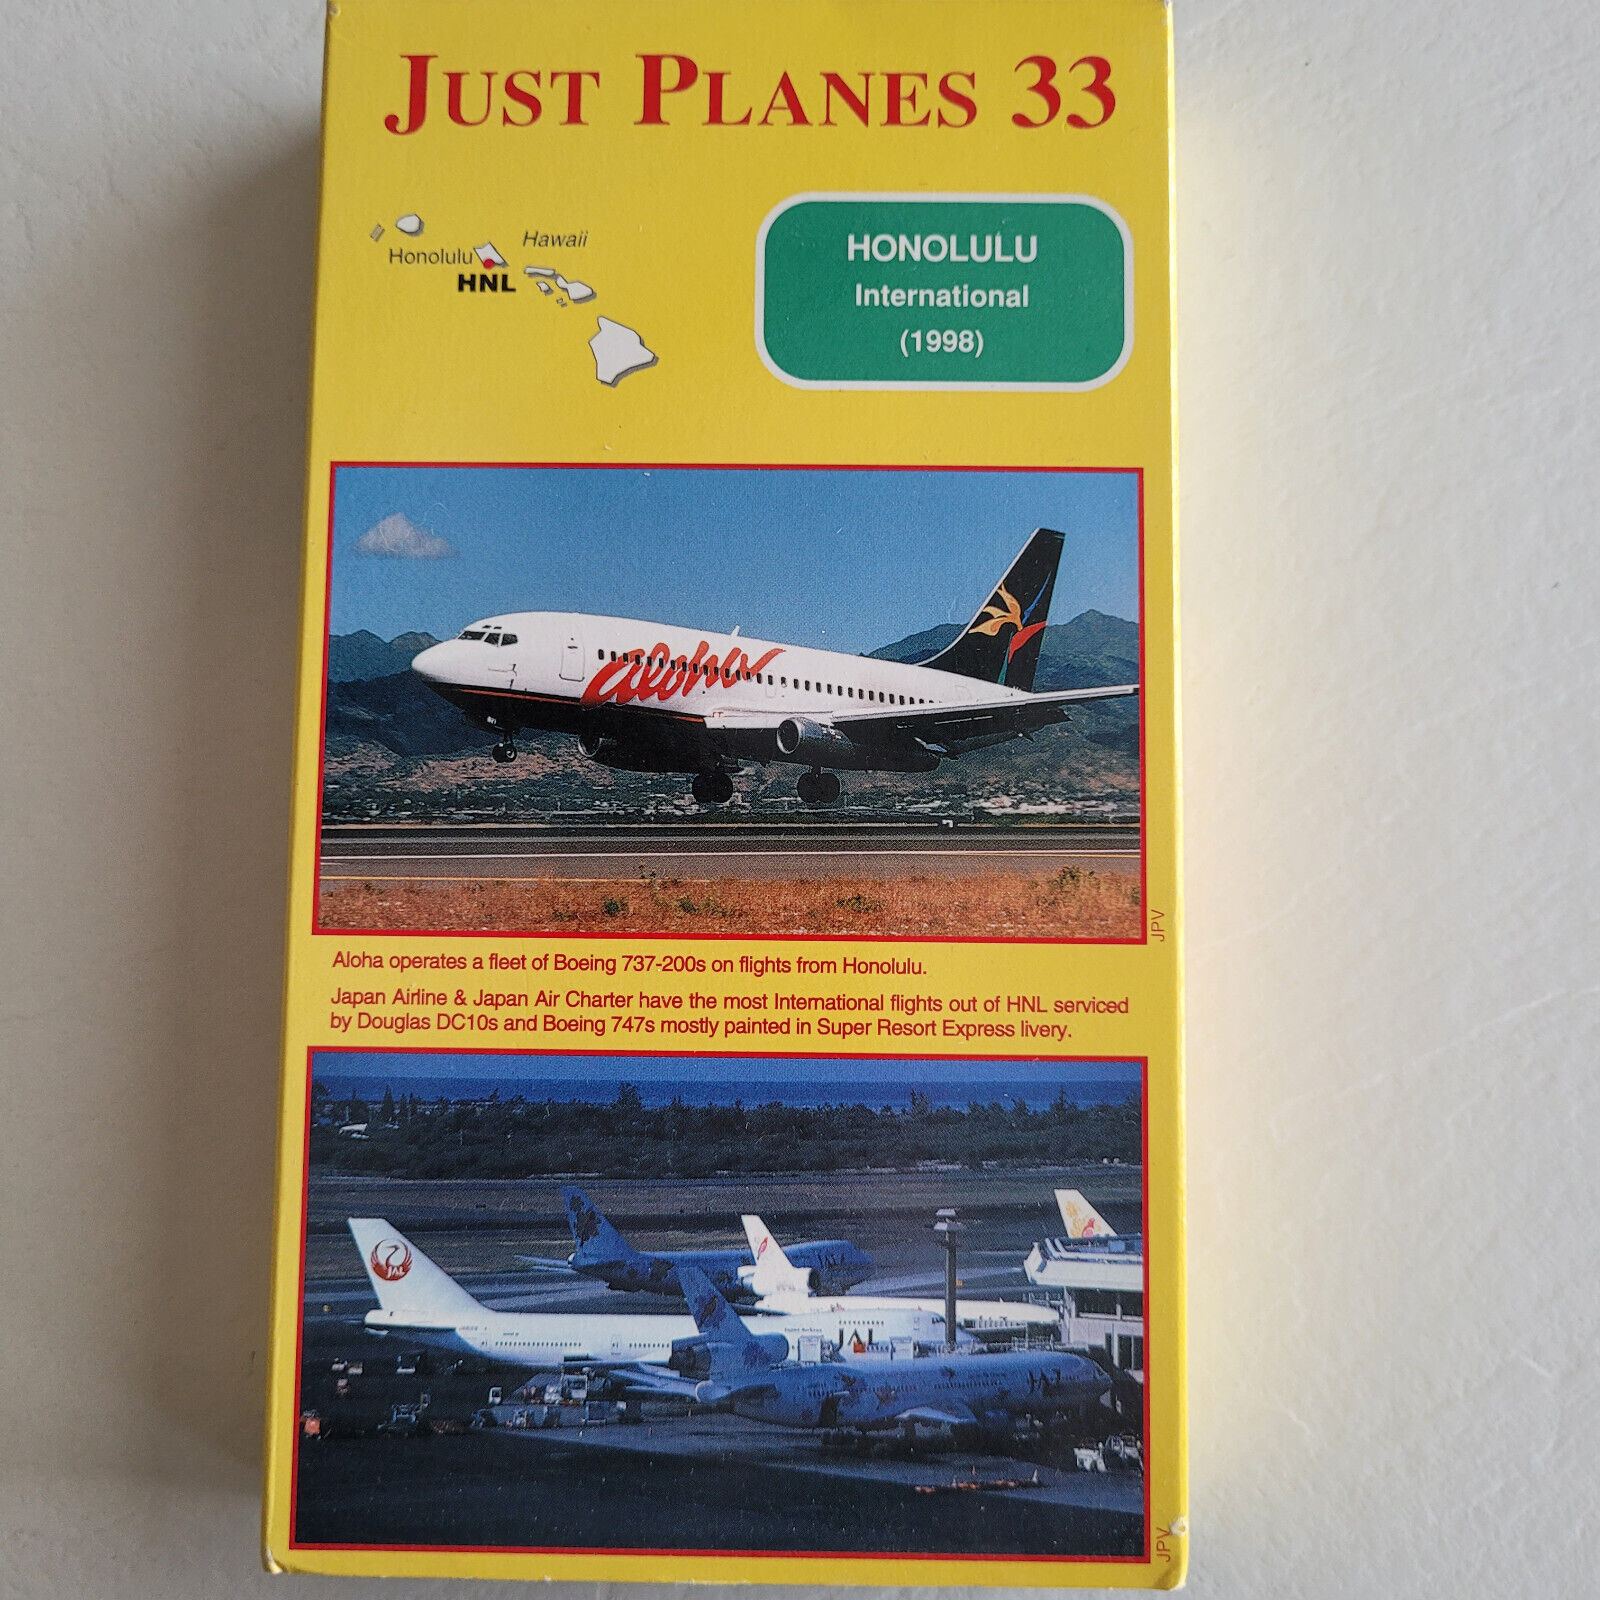 JUST PLANES 33
Hawaii
Honolulu
HNL
HONOLULU
International
(1998)
aloha
JPV
Aloha operates a fleet of Boeing 737-200s on flights from Honolulu.
Japan Airline & Japan Air Charter have the most International flights out of HNL serviced
by Douglas DC10s and Boeing 747s mostly painted in Super Resort Express livery.
JAL
JAL
JAL
JPV